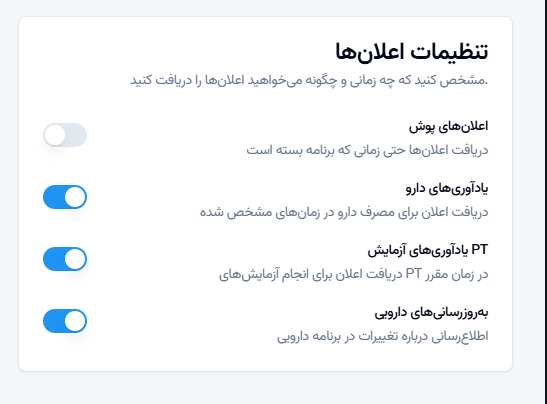 تنظیمات اعلان‌ها
.مشخص کنید که چه زمانی و چگونه می‌خواهید اعلان‌ها را دریافت کنید
اعلان‌های پوش
دریافت اعلان‌ها حتی زمانی که برنامه بسته است
یادآوری‌های دارو
دریافت اعلان برای مصرف دارو در زمان‌های مشخص شده
PT یادآوری‌های آزمایش
در زمان مقرر PT دریافت اعلان برای انجام آزمایش‌های
به‌روزرسانی‌های دارویی
اطلاع‌رسانی درباره تغییرات در برنامه دارویی